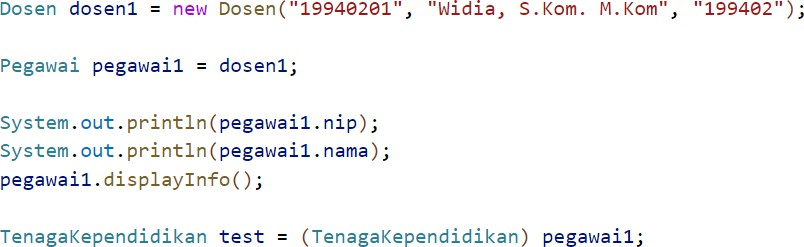 Dosen dosen1 = new Dosen("19940201", "Widia, S.Kom. M.Kom", "199402");
Pegawai pegawai1 = dosen1;
System.out.println(pegawai1.nip);
System.out.println(pegawai1.nama);
pegawai1.displayInfo();
TenagaKependidikan test = (TenagaKependidikan) pegawai1;